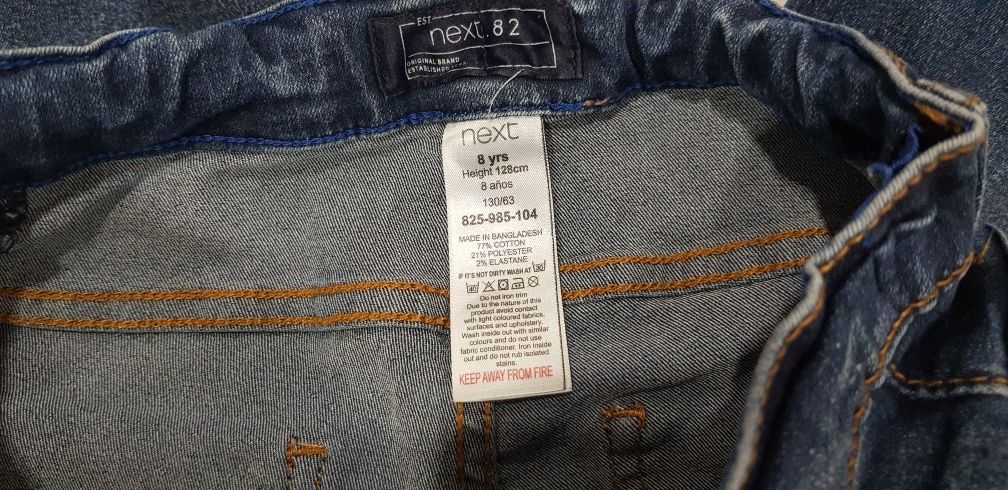 EST
next.82
ORIGINAL BRAND
ESTABLISHED
next
8 yrs
Height 128cm
8 años
130/63
825-985-104
MADE IN BANGLADESH
77% COTTON
21% POLYESTER
2% ELASTANE
IF IT'S NOT DIRTY WASH AT 30
40
Do not iron trim
Due to the nature of this
product avoid contact
with light coloured fabrics,
surfaces and upholstery.
Wash inside out with similar
colours and do not use
fabric conditioner. Iron inside
out and do not rub isolated
stains.
KEEP AWAY FROM FIRE